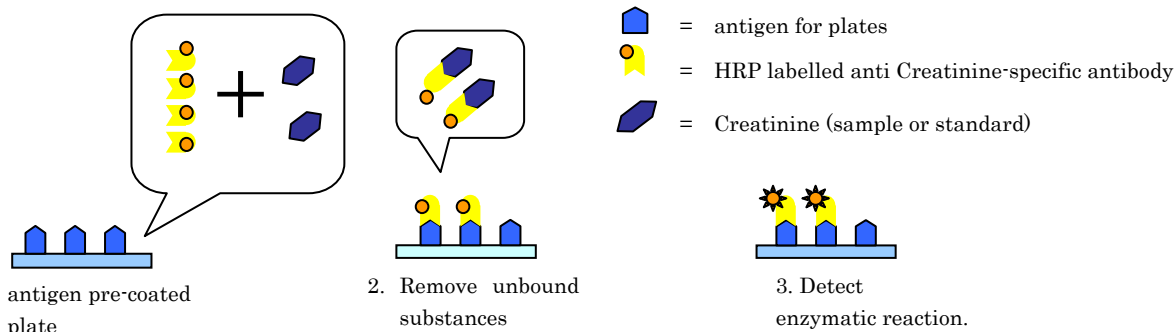 = antigen for plates
= HRP labelled anti Creatinine-specific antibody
= Creatinine (sample or standard)
antigen pre-coated
plate
2. Remove unbound
substances
3. Detect
enzymatic reaction.